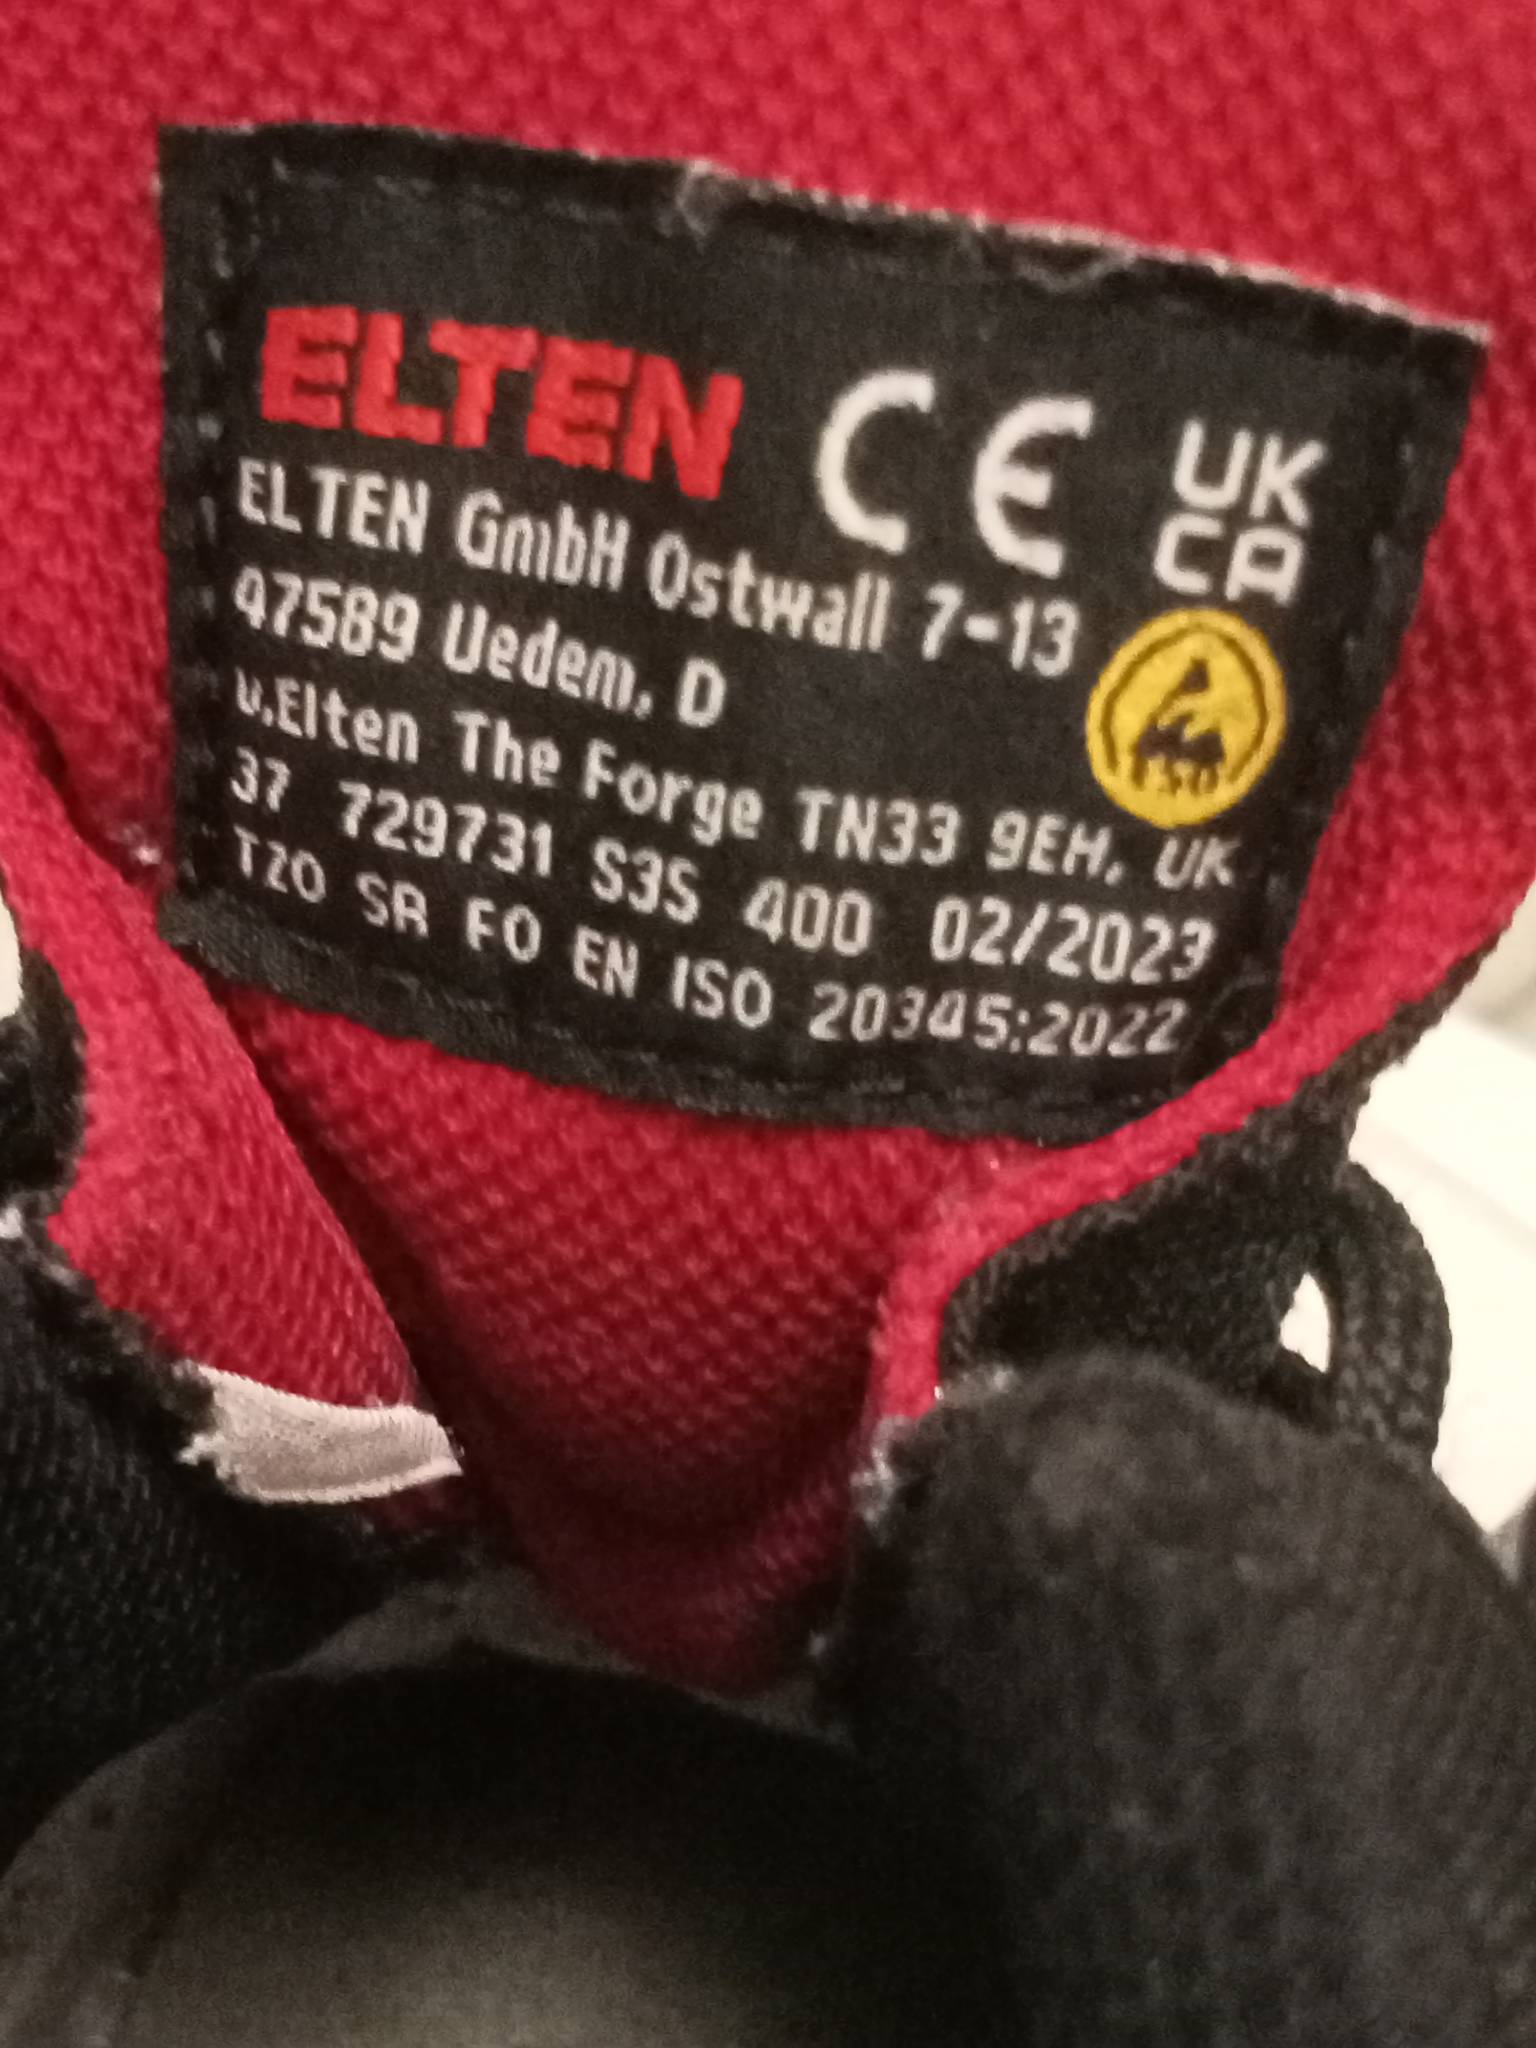 ELTEN CE UK CA
ELTEN GmbH Ostwall 7-13
47589 Uedem, D
v.Elten The Forge TN33 9EH, UK
37 729731 S3S 400 02/2023
T20 SR FO EN ISO 20345:2022
ESD